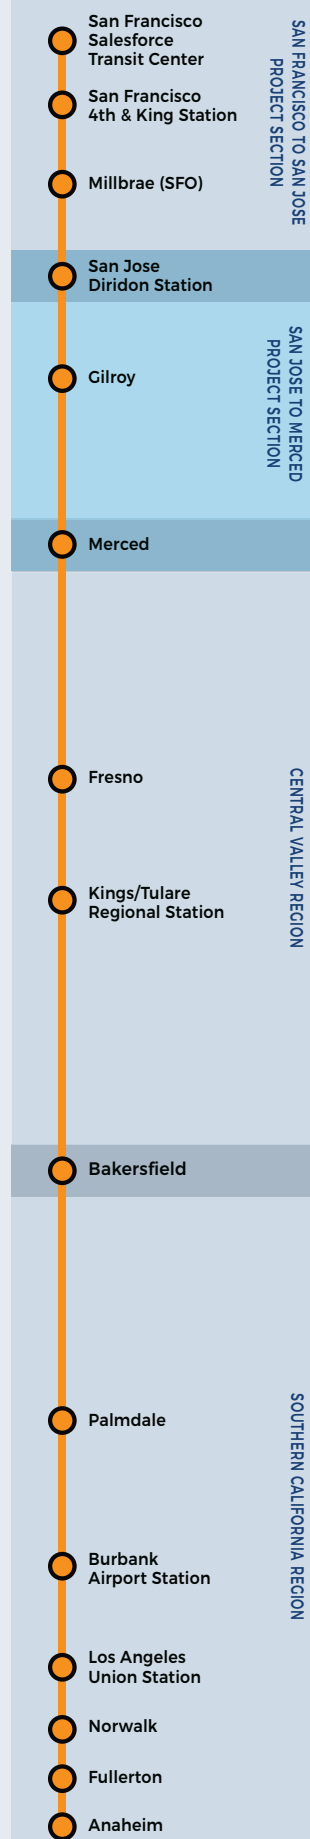 San Francisco
Salesforce
Transit Center
San Francisco
4th & King Station
Millbrae (SFO)
SAN FRANCISCO TO SAN JOSE
PROJECT SECTION
San Jose
Diridon Station
Gilroy
SAN JOSE TO MERCED
PROJECT SECTION
Merced
Fresno
Kings/Tulare
Regional Station
CENTRAL VALLEY REGION
Bakersfield
Palmdale
Burbank
Airport Station
Los Angeles
Union Station
Norwalk
Fullerton
Anaheim
SOUTHERN CALIFORNIA REGION